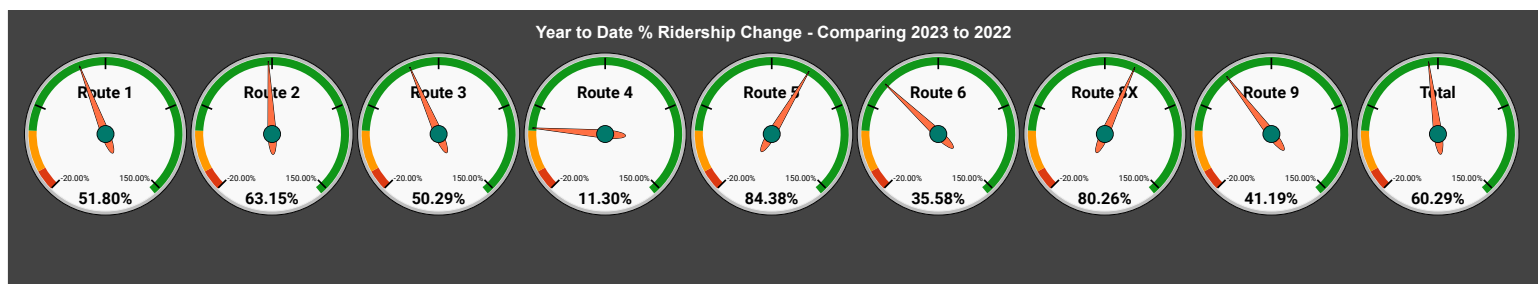 Year to Date % Ridership Change - Comparing 2023 to 2022
Route 1
-20.00% 150.00%
51.80%
Route 2
-20.00% 150.00%
63.15%
Route 3
-20.00% 150.00%
50.29%
Route 4
-20.00% 150.00%
11.30%
Route 5
-20.00% 150.00%
84.38%
Route 6
-20.00% 150.00%
35.58%
Route 8X
-20.00% 150.00%
80.26%
Route 9
-20.00% 150.00%
41.19%
Total
-20.00% 150.00%
60.29%